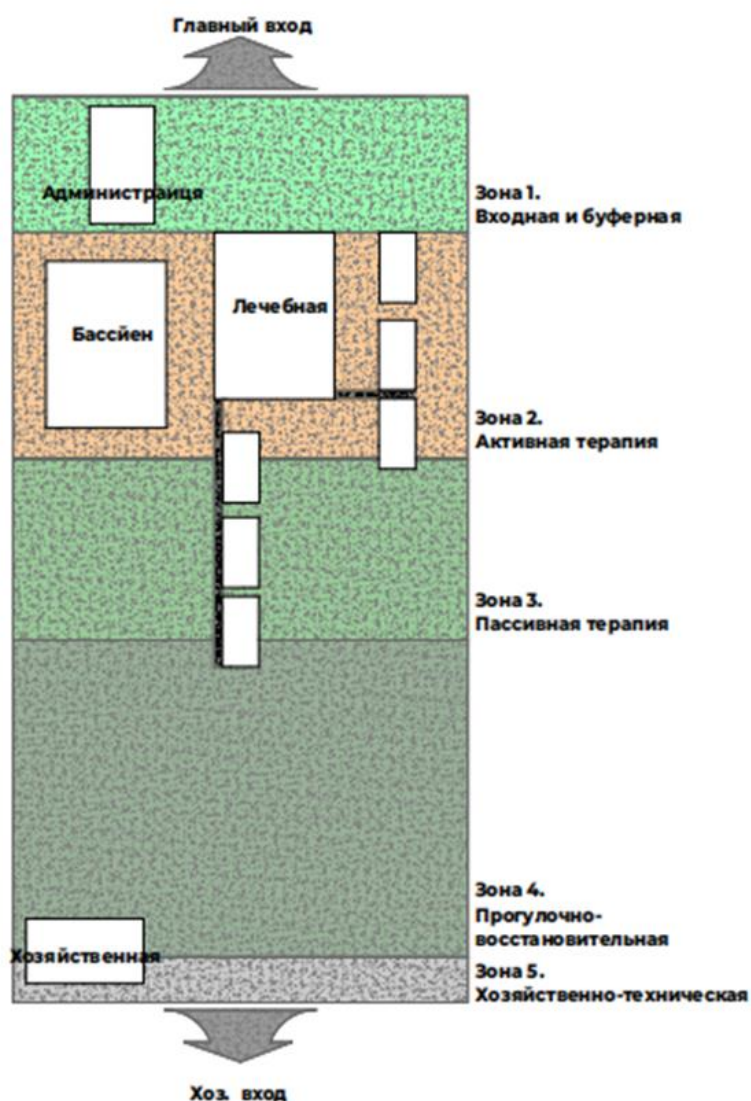 Главный вход
Администраиця
Зона 1.
Входная и буферная
Лечебная
Бассйен
Зона 2.
Активная терапия
Зона 3.
Пассивная терапия
Зона 4.
Прогулочно-
восстановительная
Хозяйственная
Зона 5.
Хозяйственно-техническая
Хоз. вход